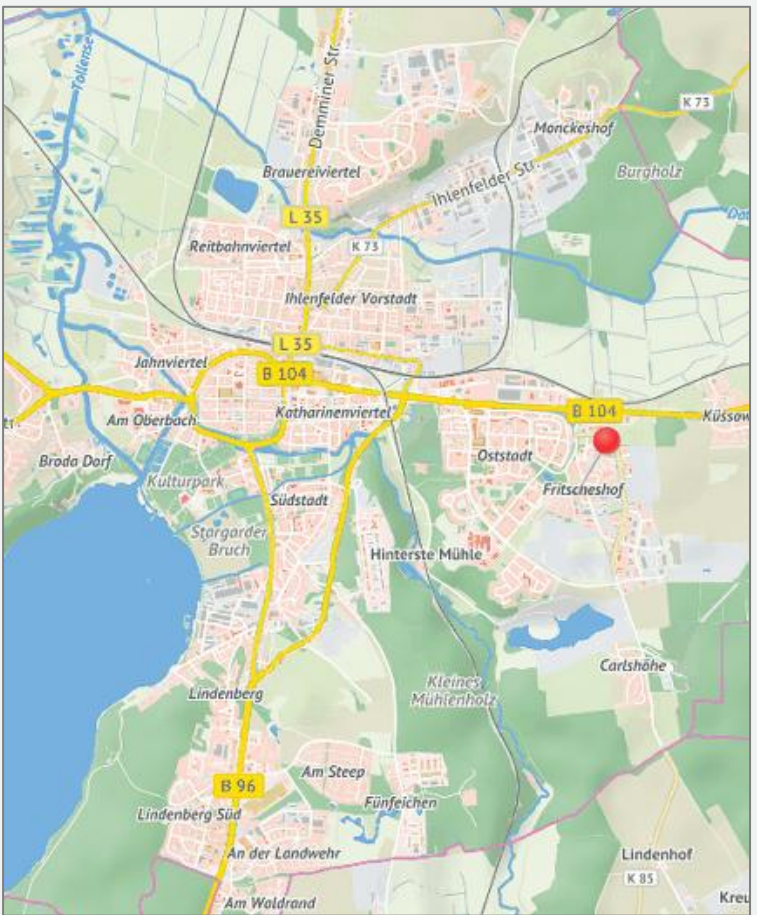 Tollense
Demminer Str.
K 73
Monckeshof
Brauereiviertel
Ihlenfelder Str.
Burgholz
L 35
Reitbahnviertel
K 73
Ihlenfelder Vorstadt
L 35
Jahnviertel
B 104
Katharinenviertel
B 104
Küssow
Am Oberbach
Oststadt
Broda Dorf
Kulturpark
Fritscheshof
Südstadt
Stargarder
Bruch
Hinterste Mühle
Carlshöhe
Lindenberg
Kleines
Mühlenholz
Am Steep
B 96
Fünfeichen
Lindenberg Süd
An der Landwehr
Lindenhof
K 85
Am Waldrand